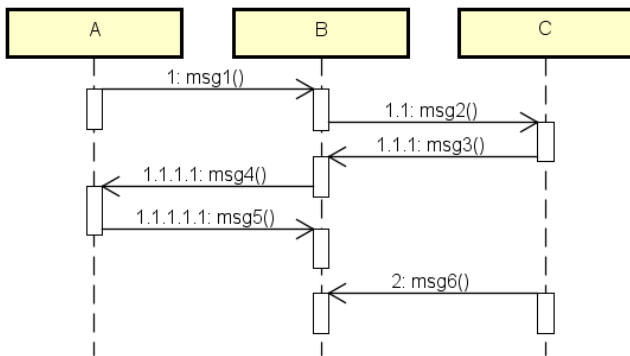 A
B
C
1: msg1()
1.1: msg2()
1.1.1: msg3()
1.1.1.1: msg4()
1.1.1.1.1: msg5()
2: msg6()